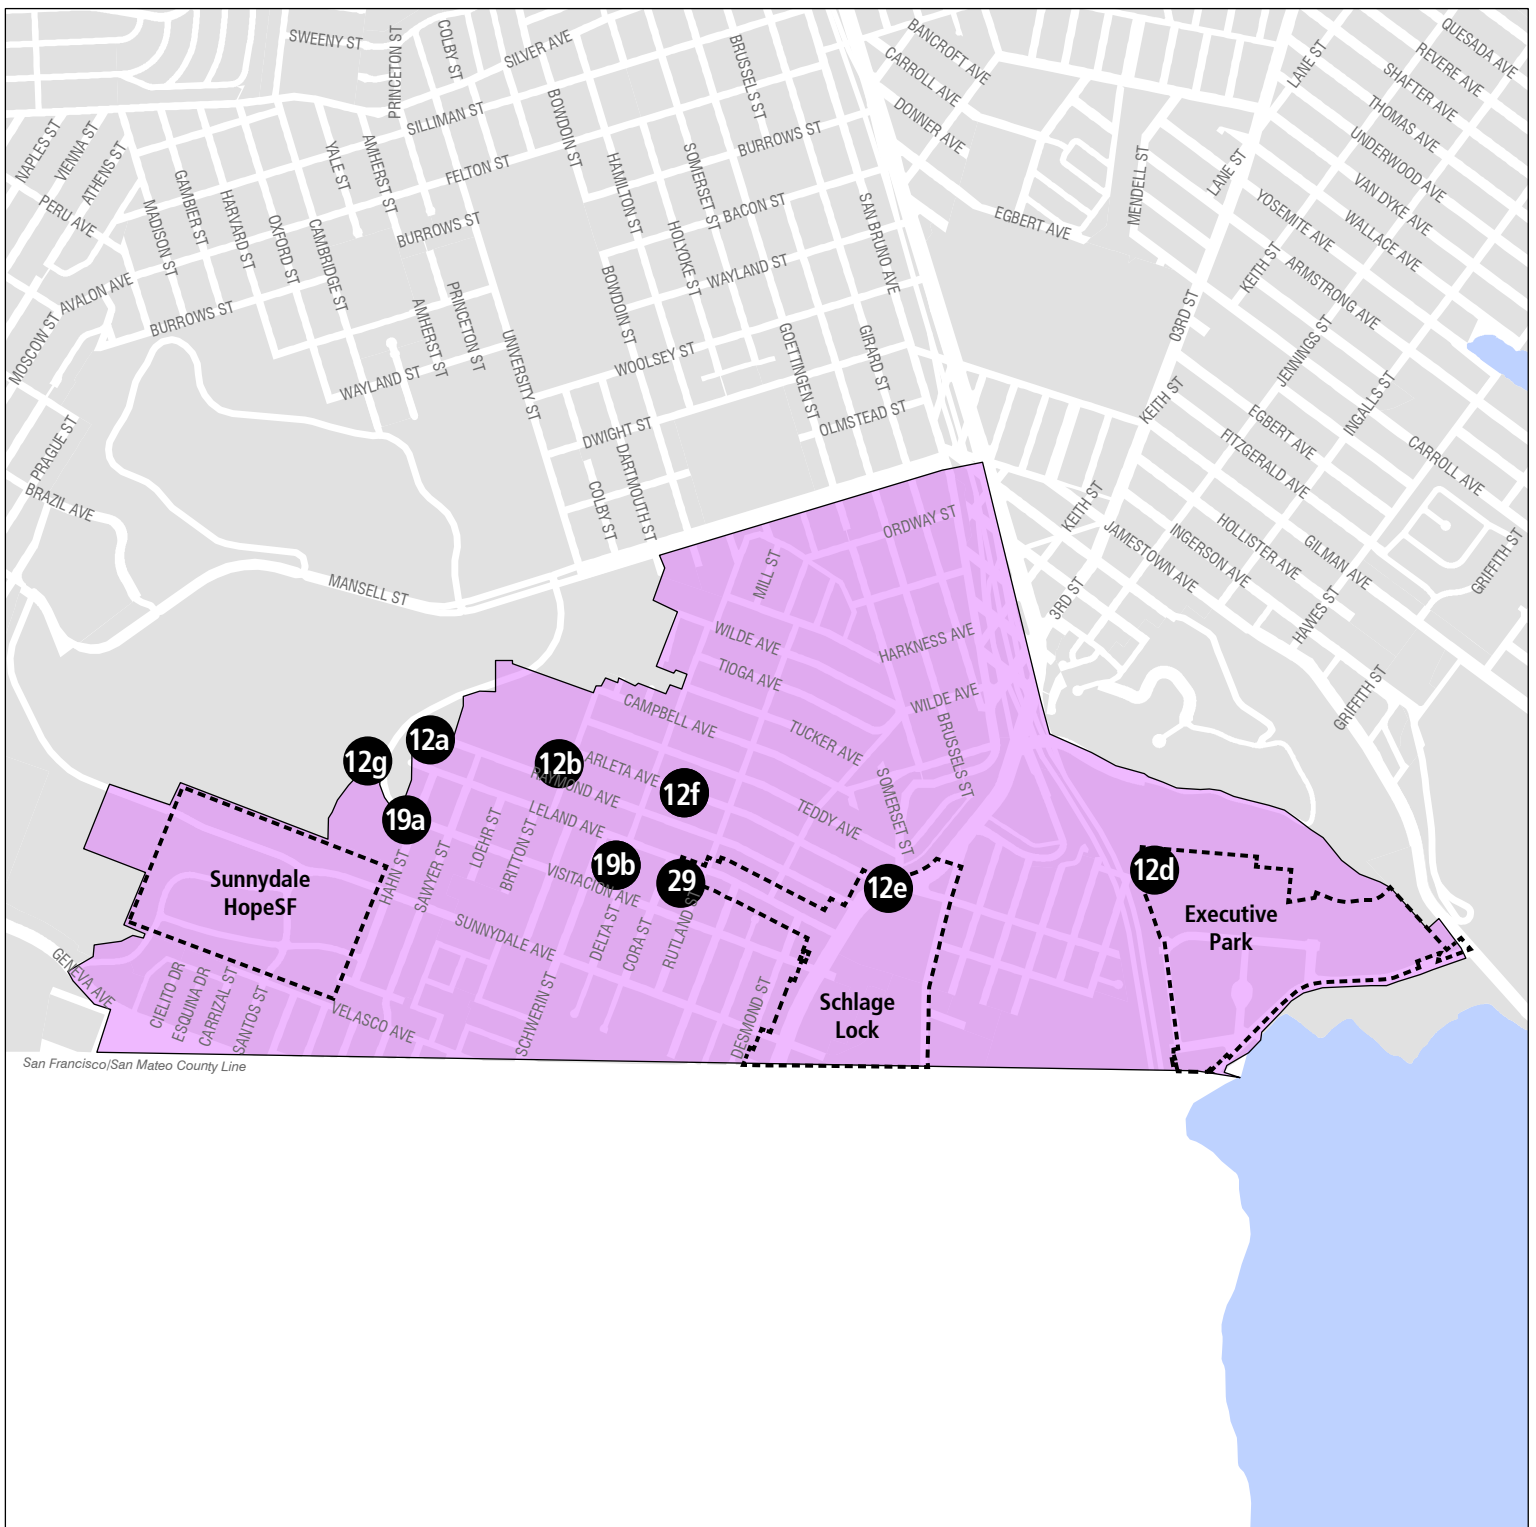 SWEENY ST
PRINCETON ST
COLBY ST
SILVER AVE
BRUSSELS ST
BANCROFT AVE
CARROLL AVE
DONNER AVE
LANE ST
QUESADA AVE
REVERE AVE
SHAFTER AVE
THOMAS AVE
UNDERWOOD AVE
VAN DYKE AVE
WALLACE AVE
YOSEMITE AVE
ARMSTRONG AVE
NAPLES ST
VIENNA ST
ATHENS ST
PERU AVE
SILLIMAN ST
BOWDOIN ST
BURROWS ST
YALE ST
AMHERST ST
FELTON ST
HAMILTON ST
SOMERSET ST
MENDELL ST
LANE ST
GAMBIER ST
MADISON ST
HARVARD ST
OXFORD ST
CAMBRIDGE ST
BURROWS ST
HOLYOKE ST
BACON ST
SAN BRUNO AVE
EGBERT AVE
KEITH ST
AVALON AVE
BURROWS ST
PRINCETON ST
AMHERST ST
BOWDOIN ST
WAYLAND ST
03RD ST
MOSCOW ST
UNIVERSITY ST
WAYLAND ST
WOOLSEY ST
GOETTINGEN ST
GIRARD ST
OLMSTEAD ST
KEITH ST
JENNINGS ST
INGALLS ST
PRAGUE ST
BRAZIL AVE
DWIGHT ST
DARTMOUTH ST
COLBY ST
EGBERT AVE
FITZGERALD AVE
CARROLL AVE
KEITH ST
ORDWAY ST
JAMESTOWN AVE
INGERSON AVE
HOLLISTER AVE
GILMAN AVE
GRIFFITH ST
MANSELL ST
MILL ST
3RD ST
HAWES ST
WILDE AVE
TIOGA AVE
HARKNESS AVE
GRIFFITH ST
CAMPBELL AVE
TUCKER AVE
WILDE AVE
BRUSSELS ST
12a
12g
12b
ARLETA AVE
RAYMOND AVE
12f
SOMERSET ST
TEDDY AVE
19a
LELAND AVE
LOEHR ST
BRITTON ST
19b
29
12e
12d
HAHN ST
SAWYER ST
VISITACION AVE
Sunnydale
HopeSF
Executive
Park
SUNNYDALE AVE
DELTA ST
CORA ST
RUTLAND ST
GENEVA AVE
CIELITO DR
ESQUINA DR
CARRIZAL ST
SANTOS ST
VELASCO AVE
SCHWERIN ST
DESMOND ST
Schlage
Lock
San Francisco/San Mateo County Line